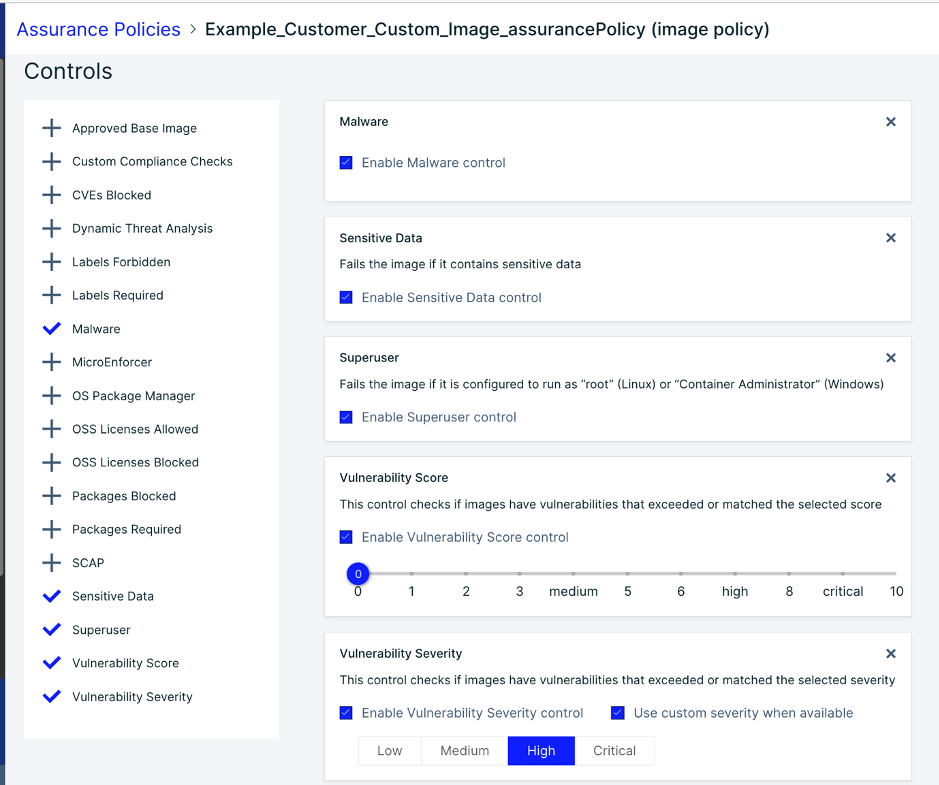 Assurance Policies > Example_Customer_Custom_Image_assurancePolicy (image policy)
Controls
Approved Base Image
Custom Compliance Checks
CVEs Blocked
Dynamic Threat Analysis
Labels Forbidden
Labels Required
Malware
MicroEnforcer
OS Package Manager
OSS Licenses Allowed
OSS Licenses Blocked
Packages Blocked
Packages Required
SCAP
Sensitive Data
Superuser
Vulnerability Score
Vulnerability Severity
Malware
Enable Malware control
Sensitive Data
Fails the image if it contains sensitive data
Enable Sensitive Data control
Superuser
Fails the image if it is configured to run as “root” (Linux) or “Container Administrator” (Windows)
Enable Superuser control
Vulnerability Score
This control checks if images have vulnerabilities that exceeded or matched the selected score
Enable Vulnerability Score control
0
0 1 2 3 medium 5 6 high 8 critical 10
Vulnerability Severity
This control checks if images have vulnerabilities that exceeded or matched the selected severity
Enable Vulnerability Severity control Use custom severity when available
Low Medium High Critical